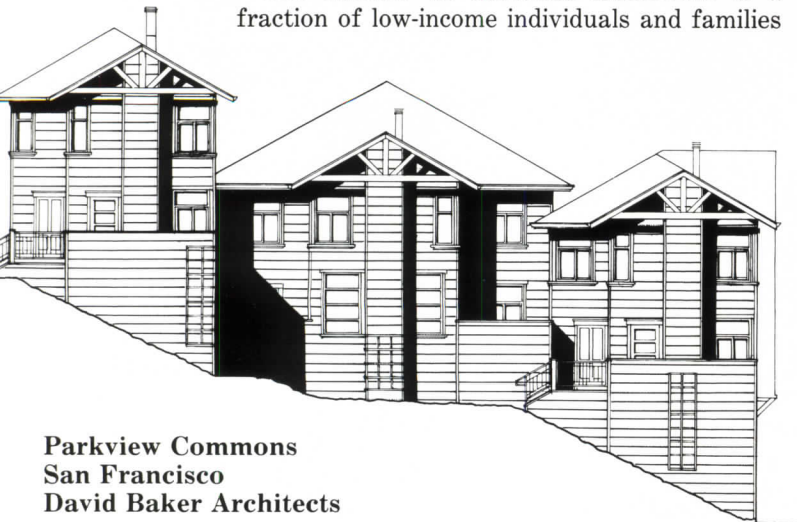 fraction of low-income individuals and families
Parkview Commons
San Francisco
David Baker Architects